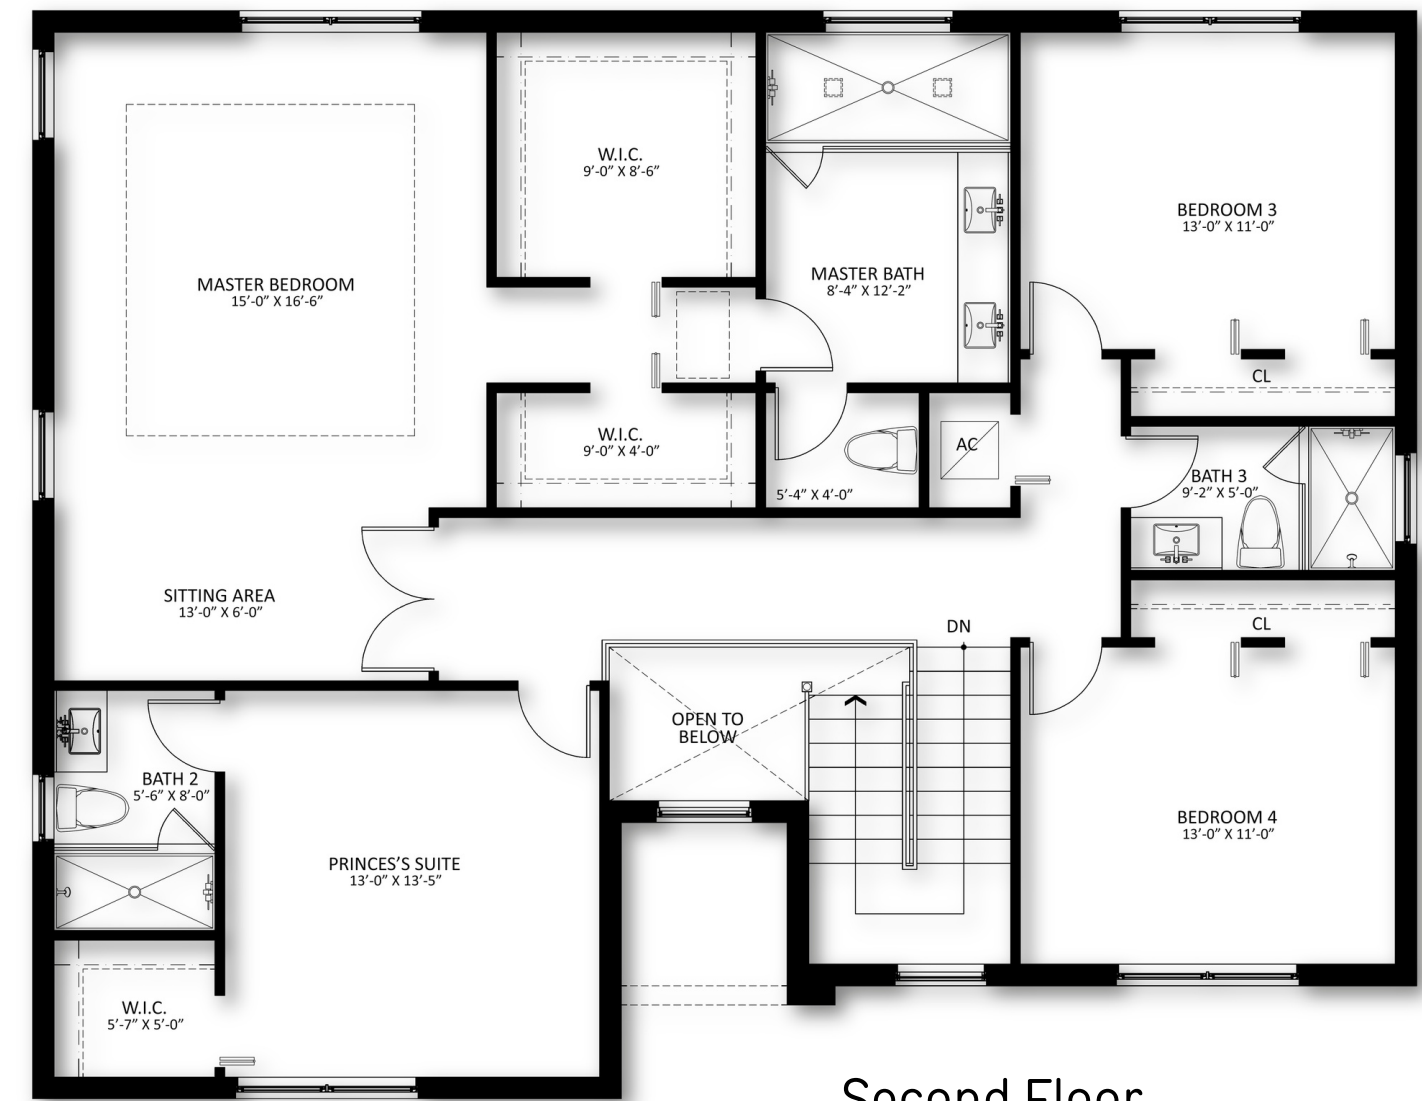 W.I.C.
9’-0” X 8’-6”
BEDROOM 3
13’-0” X 11’-0”
MASTER BEDROOM
15’-0” X 16’-6”
MASTER BATH
8’-4” X 12’-2”
CL
W.I.C.
9’-0” X 4’-0”
AC
5’-4” X 4’-0”
BATH 3
9’-2” X 5’-0”
SITTING AREA
13’-0” X 6’-0”
DN
CL
OPEN TO
BELOW
BATH 2
5’-6” X 8’-0”
PRINCES’S SUITE
13’-0” X 13’-5”
BEDROOM 4
13’-0” X 11’-0”
W.I.C.
5’-7” X 5’-0”
Second Floor